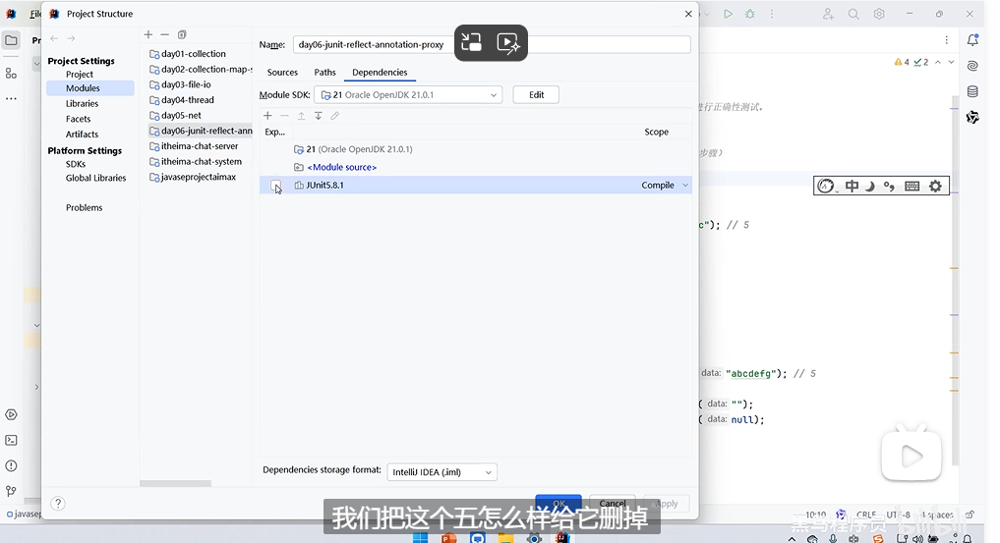 File
Project Structure
Name:
day06-junit-reflect-annotation-proxy
Project Settings
Project
Modules
Libraries
Facets
Artifacts
Platform Settings
SDKs
Global Libraries
Problems
day01-collection
day02-collection-map-s
day03-file-io
day04-thread
day05-net
day06-junit-reflect-ann
itheima-chat-server
itheima-chat-system
javaseprojectaimax
Sources
Paths
Dependencies
Module SDK:
21 Oracle OpenJDK 21.0.1
Edit
Exp...
Scope
21 (Oracle OpenJDK 21.0.1)
<Module source>
JUnit5.8.1
Compile
Dependencies storage format:
IntelliJ IDEA (.iml)
?
OK
Cancel
Apply
Pr
4
2
进行正确性测试,
步骤)
中
c"); // 5
data: "abcdefg"); // 5
( data: "");
( data: null);
我们把这个五怎么样给它删掉
javasep
10:10
CRLF
UTF-8
4 spaces
黑马程序员
bilibili